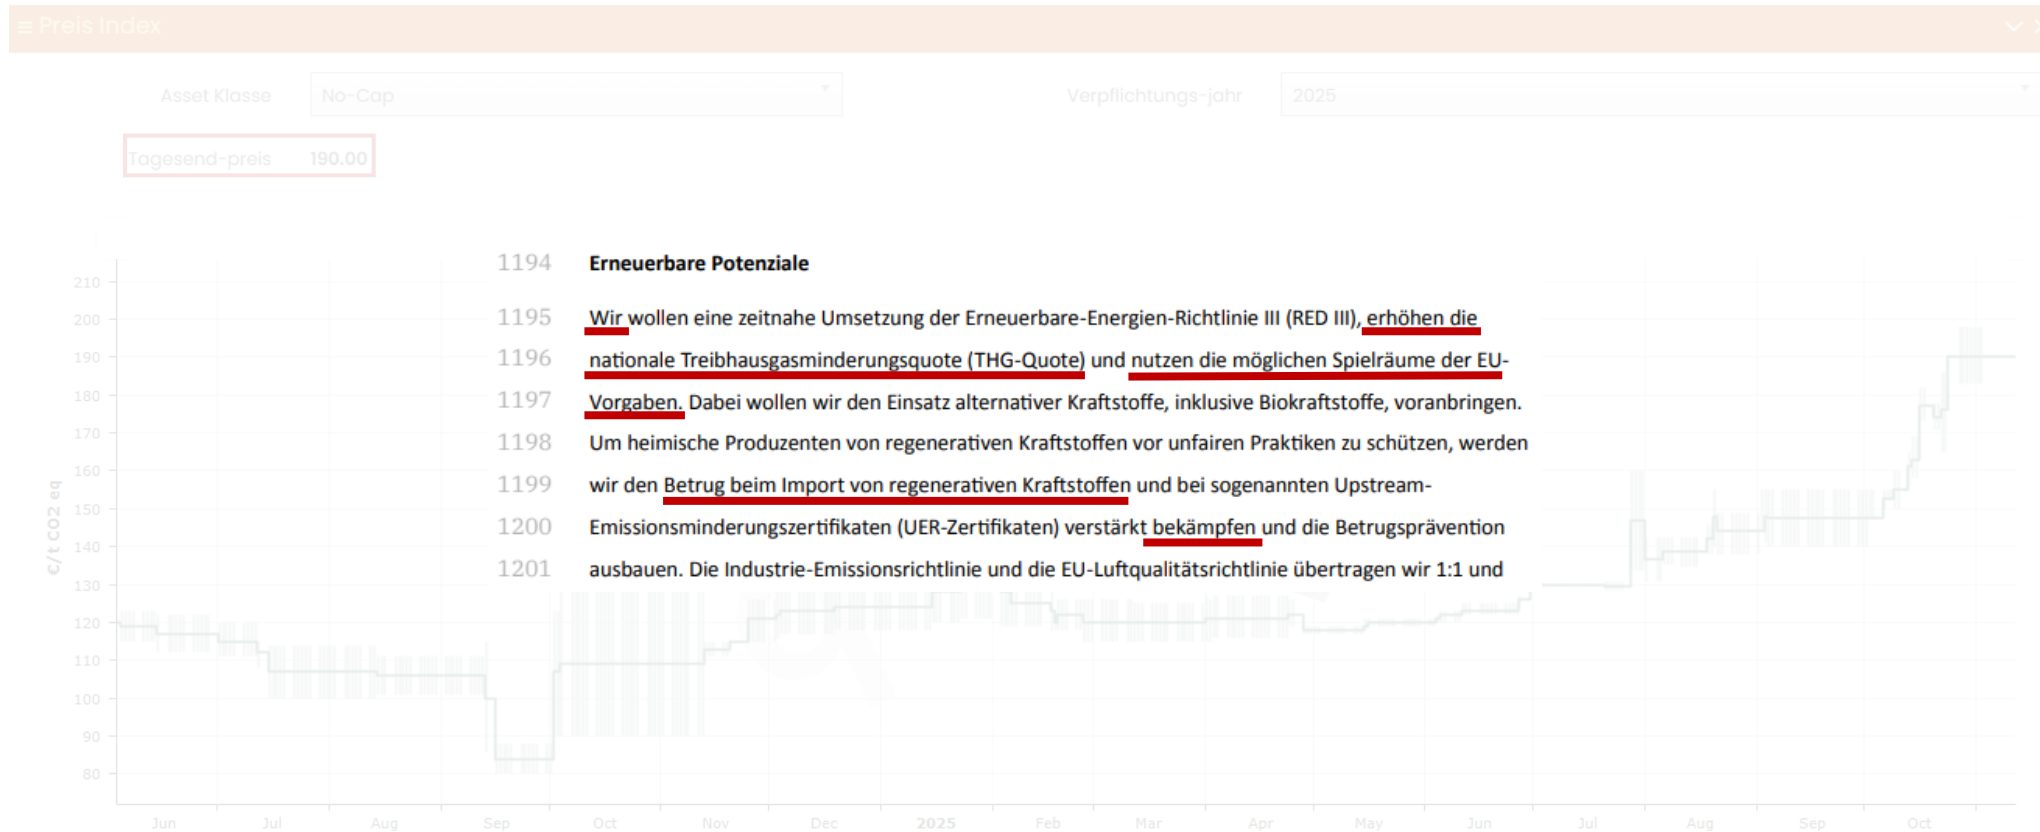 ≡ Preis Index
Asset Klasse No-Cap Verpflichtungs-jahr 2025
Tagesend-preis 190.00
1194 Erneuerbare Potenziale
1195 Wir wollen eine zeitnahe Umsetzung der Erneuerbare-Energien-Richtlinie III (RED III), erhöhen die
1196 nationale Treibhausgasminderungsquote (THG-Quote) und nutzen die möglichen Spielräume der EU-
1197 Vorgaben. Dabei wollen wir den Einsatz alternativer Kraftstoffe, inklusive Biokraftstoffe, voranbringen.
1198 Um heimische Produzenten von regenerativen Kraftstoffen vor unfairen Praktiken zu schützen, werden
1199 wir den Betrug beim Import von regenerativen Kraftstoffen und bei sogenannten Upstream-
1200 Emissionsminderungszertifikaten (UER-Zertifikaten) verstärkt bekämpfen und die Betrugsprävention
1201 ausbauen. Die Industrie-Emissionsrichtlinie und die EU-Luftqualitätsrichtlinie übertragen wir 1:1 und
€/t CO2 eq
210
200
190
180
170
160
150
140
130
120
110
100
90
80
Jun Jul Aug Sep Oct Nov Dec 2025 Feb Mar Apr May Jun Jul Aug Sep Oct